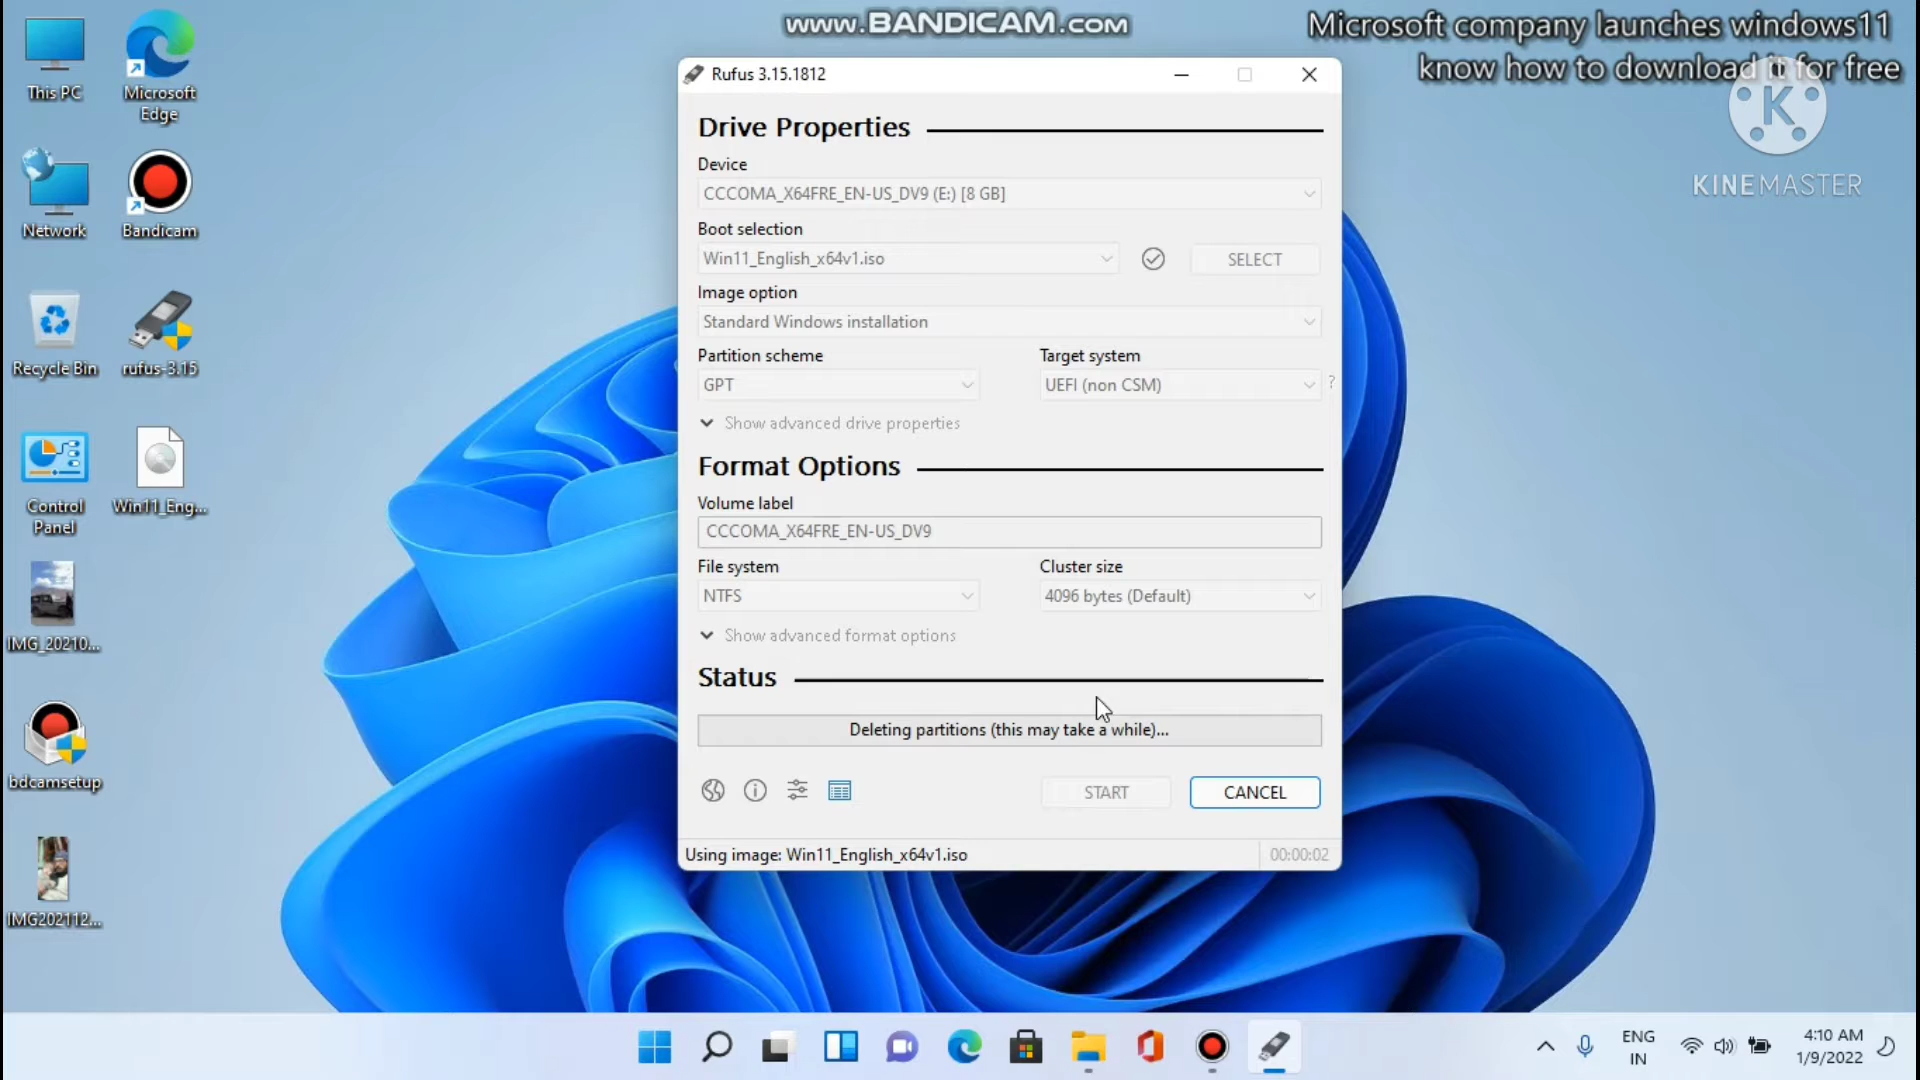 www.BANDICAM.com
Microsoft company launches windows11
know how to download it for free
K
KINEMASTER
This PC
Microsoft
Edge
Network
Bandicam
Recycle Bin
rufus-3.15
Control
Panel
Win11_Eng...
IMG_20210...
bdcamsetup
IMG202112...
Rufus 3.15.1812
Drive Properties
Device
CCCOMA_X64FRE_EN-US_DV9 (E:) [8 GB]
Boot selection
Win11_English_x64v1.iso
SELECT
Image option
Standard Windows installation
Partition scheme
Target system
GPT
UEFI (non CSM)
?
Show advanced drive properties
Format Options
Volume label
CCCOMA_X64FRE_EN-US_DV9
File system
Cluster size
NTFS
4096 bytes (Default)
Show advanced format options
Status
Deleting partitions (this may take a while)...
START
CANCEL
Using image: Win11_English_x64v1.iso
00:00:02
ENG
IN
4:10 AM
1/9/2022